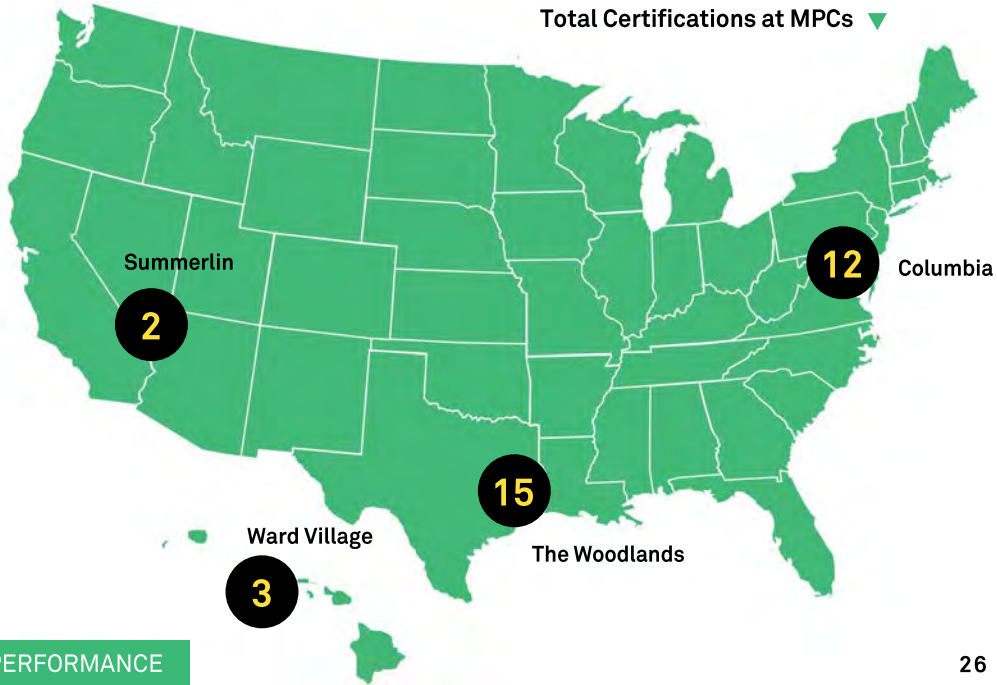 Total Certifications at MPCs
Summerlin
2
12
Columbia
15
The Woodlands
Ward Village
3
PERFORMANCE
26